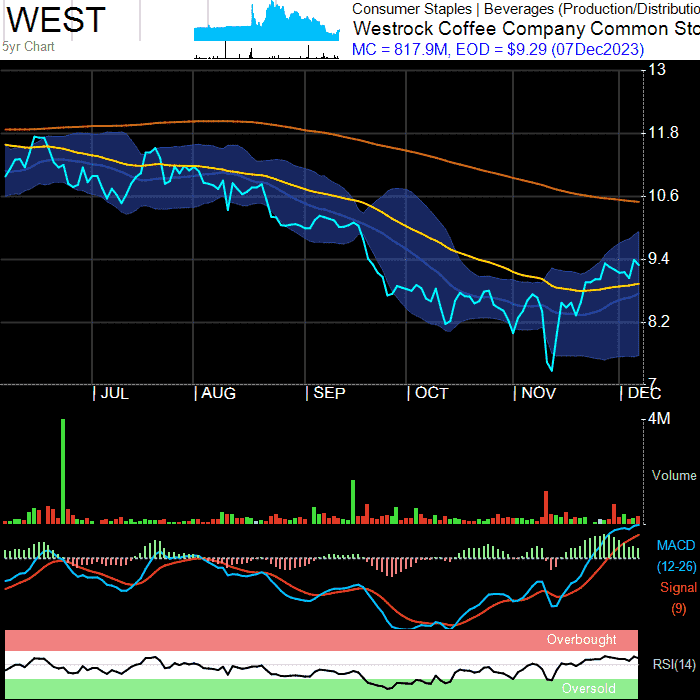 WEST
5yr Chart
Consumer Staples | Beverages (Production/Distributio
Westrock Coffee Company Common Sto
MC = 817.9M, EOD = $9.29 (07Dec2023)
13
11.8
10.6
9.4
8.2
7
| JUL | AUG | SEP | OCT | NOV | DEC
4M
Volume
MACD
(12-26)
Signal
(9)
Overbought
RSI(14)
Oversold